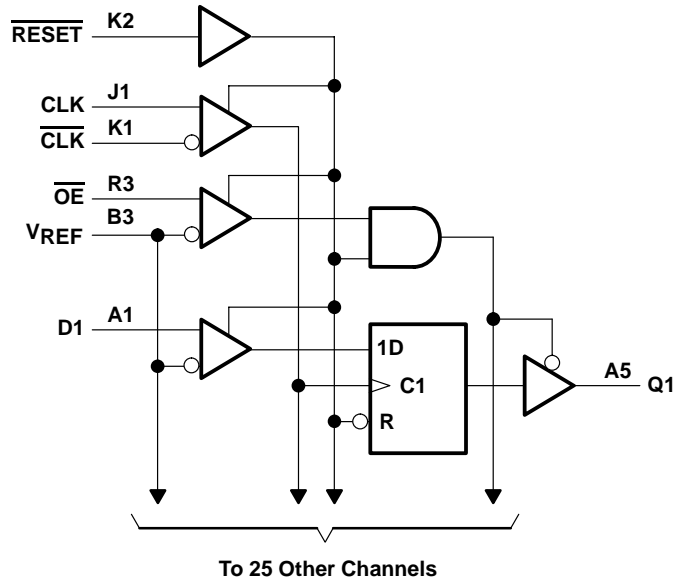 RESET K2
CLK J1
CLK K1
OE R3
VREF B3
D1 A1
1D
C1
R
A5 Q1
To 25 Other Channels